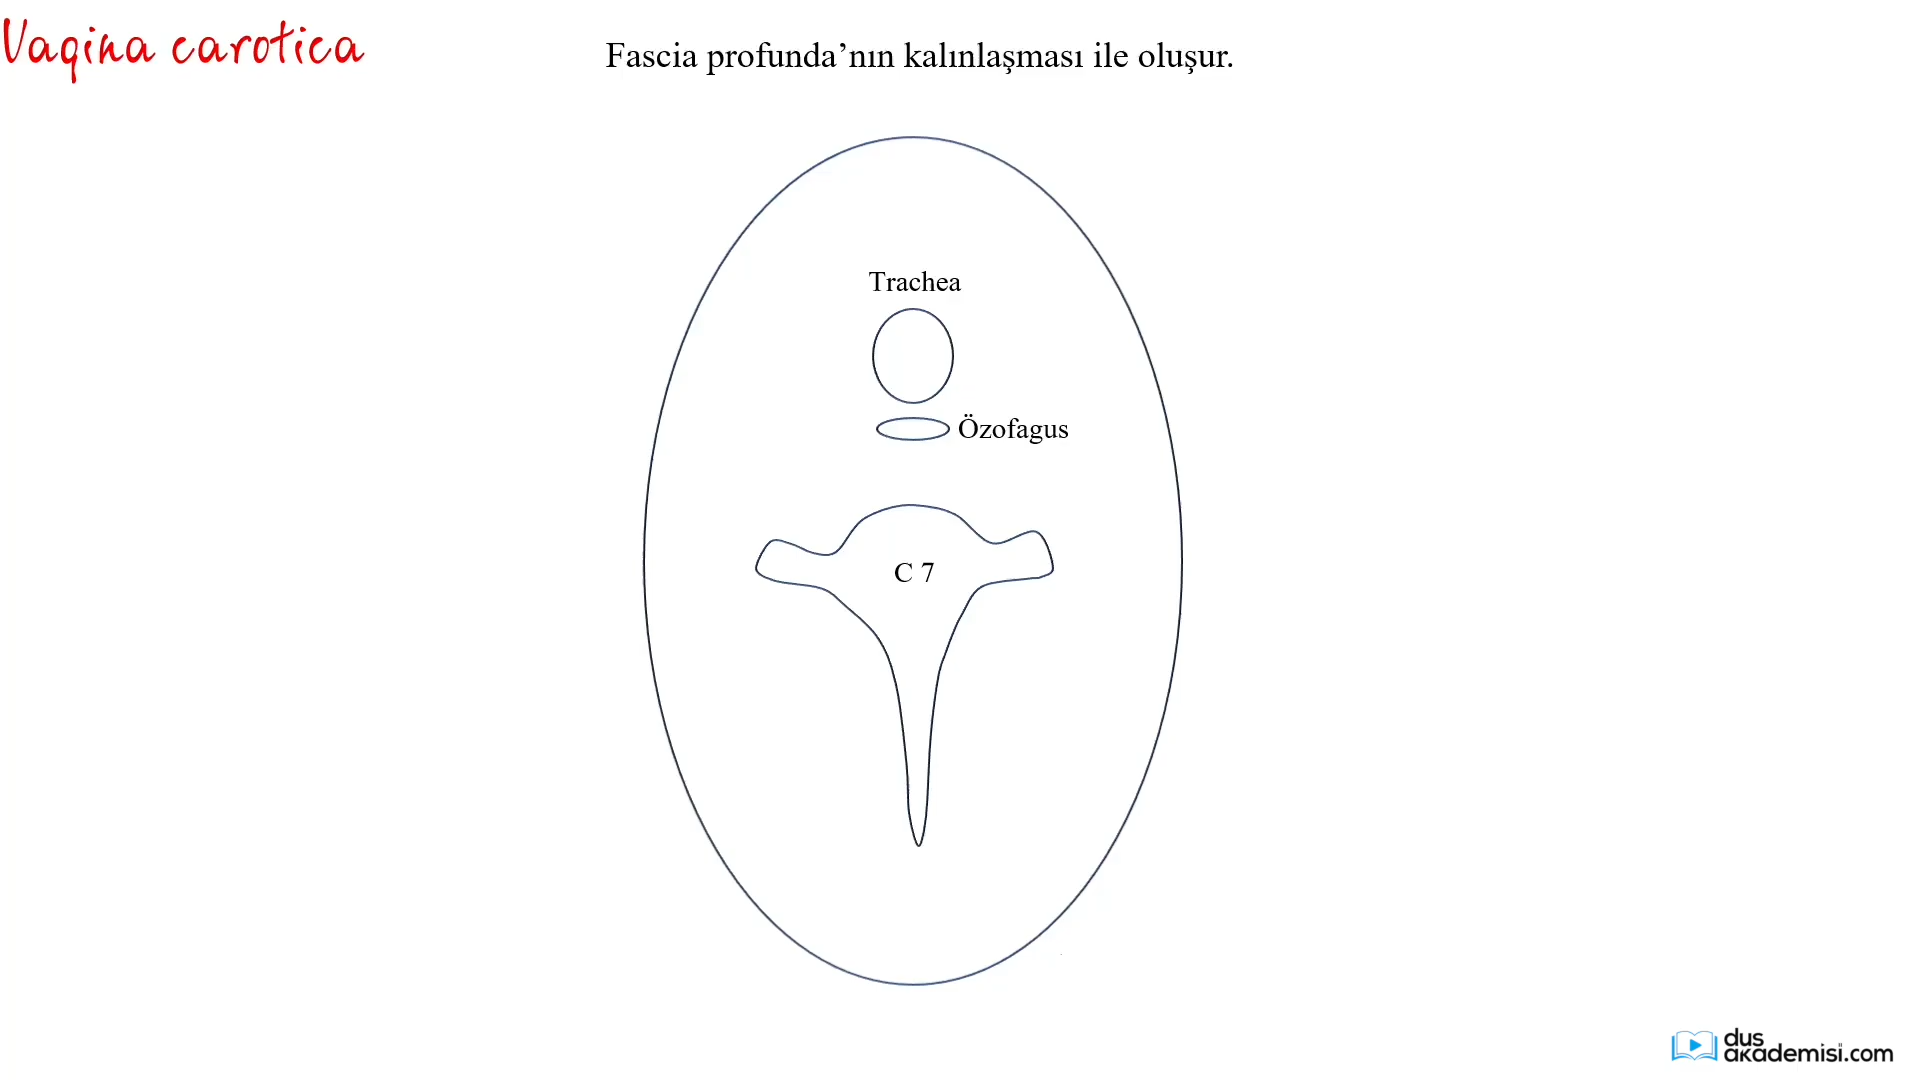 Vagina carotica
Fascia profunda’nın kalınlaşması ile oluşur.
Trachea
Özofagus
C 7
dus
akademisi.com